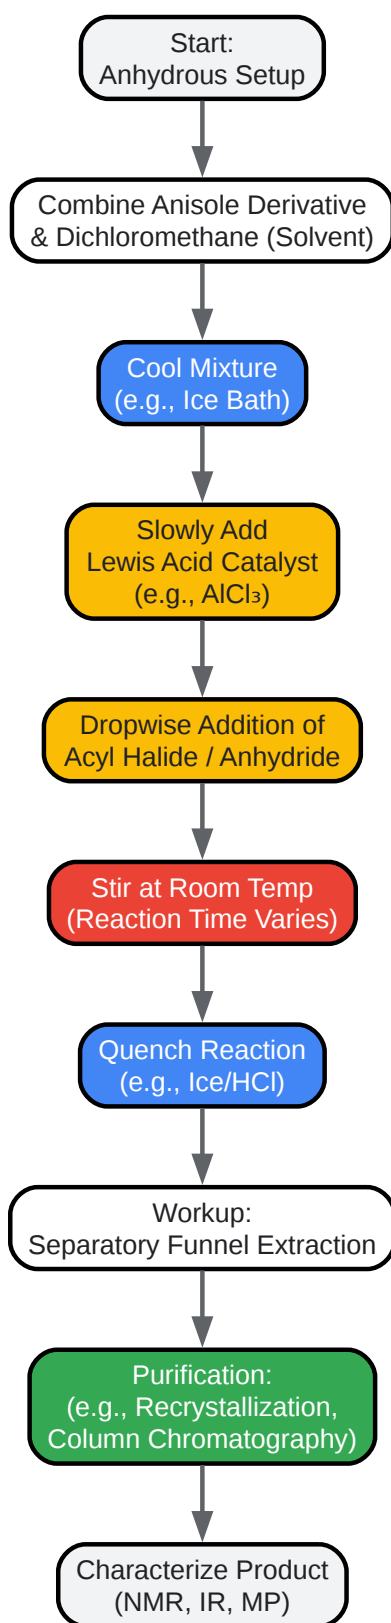 Start:
Anhydrous Setup
Combine Anisole Derivative
& Dichloromethane (Solvent)
Cool Mixture
(e.g., Ice Bath)
Slowly Add
Lewis Acid Catalyst
(e.g., AlCl₃)
Dropwise Addition of
Acyl Halide / Anhydride
Stir at Room Temp
(Reaction Time Varies)
Quench Reaction
(e.g., Ice/HCl)
Workup:
Separatory Funnel Extraction
Purification:
(e.g., Recrystallization,
Column Chromatography)
Characterize Product
(NMR, IR, MP)